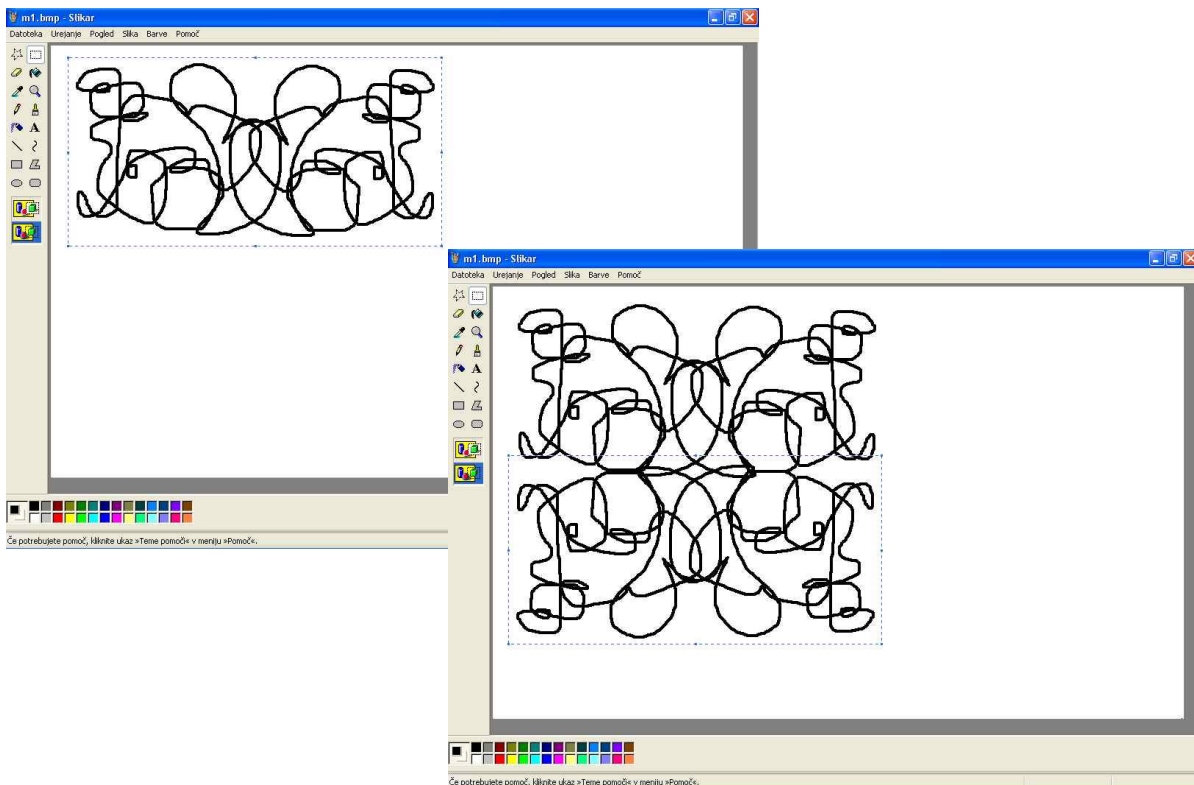 m1.bmp - Slikar
Datoteka Urejanje Pogled Slika Barve Pomoč
A
Če potrebujete pomoč, kliknite ukaz »Teme pomoči« v meniju »Pomoč«.
m1.bmp - Slikar
Datoteka Urejanje Pogled Slika Barve Pomoč
A
Če potrebujete pomoč, kliknite ukaz »Teme pomoči« v meniju »Pomoč«.